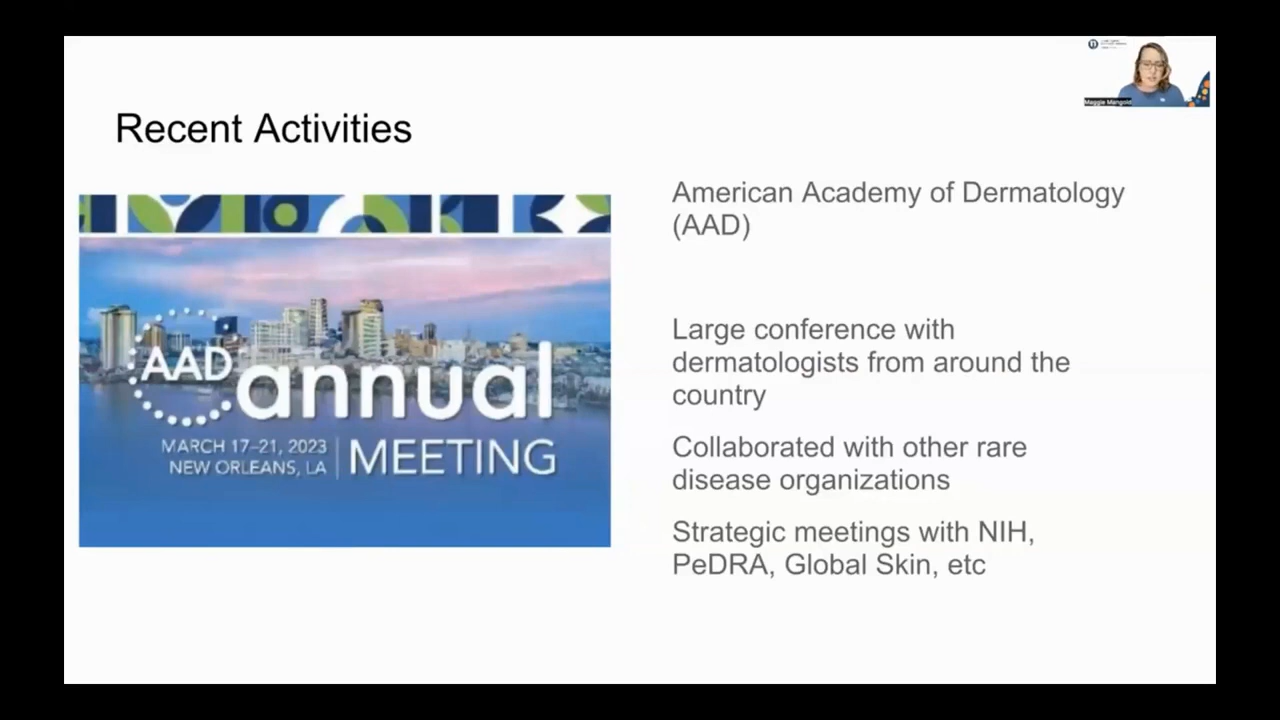 Maggie Mangold
Recent Activities
AAD annual
MARCH 17–21, 2023
NEW ORLEANS, LA
MEETING
American Academy of Dermatology
(AAD)
Large conference with
dermatologists from around the
country
Collaborated with other rare
disease organizations
Strategic meetings with NIH,
PeDRA, Global Skin, etc